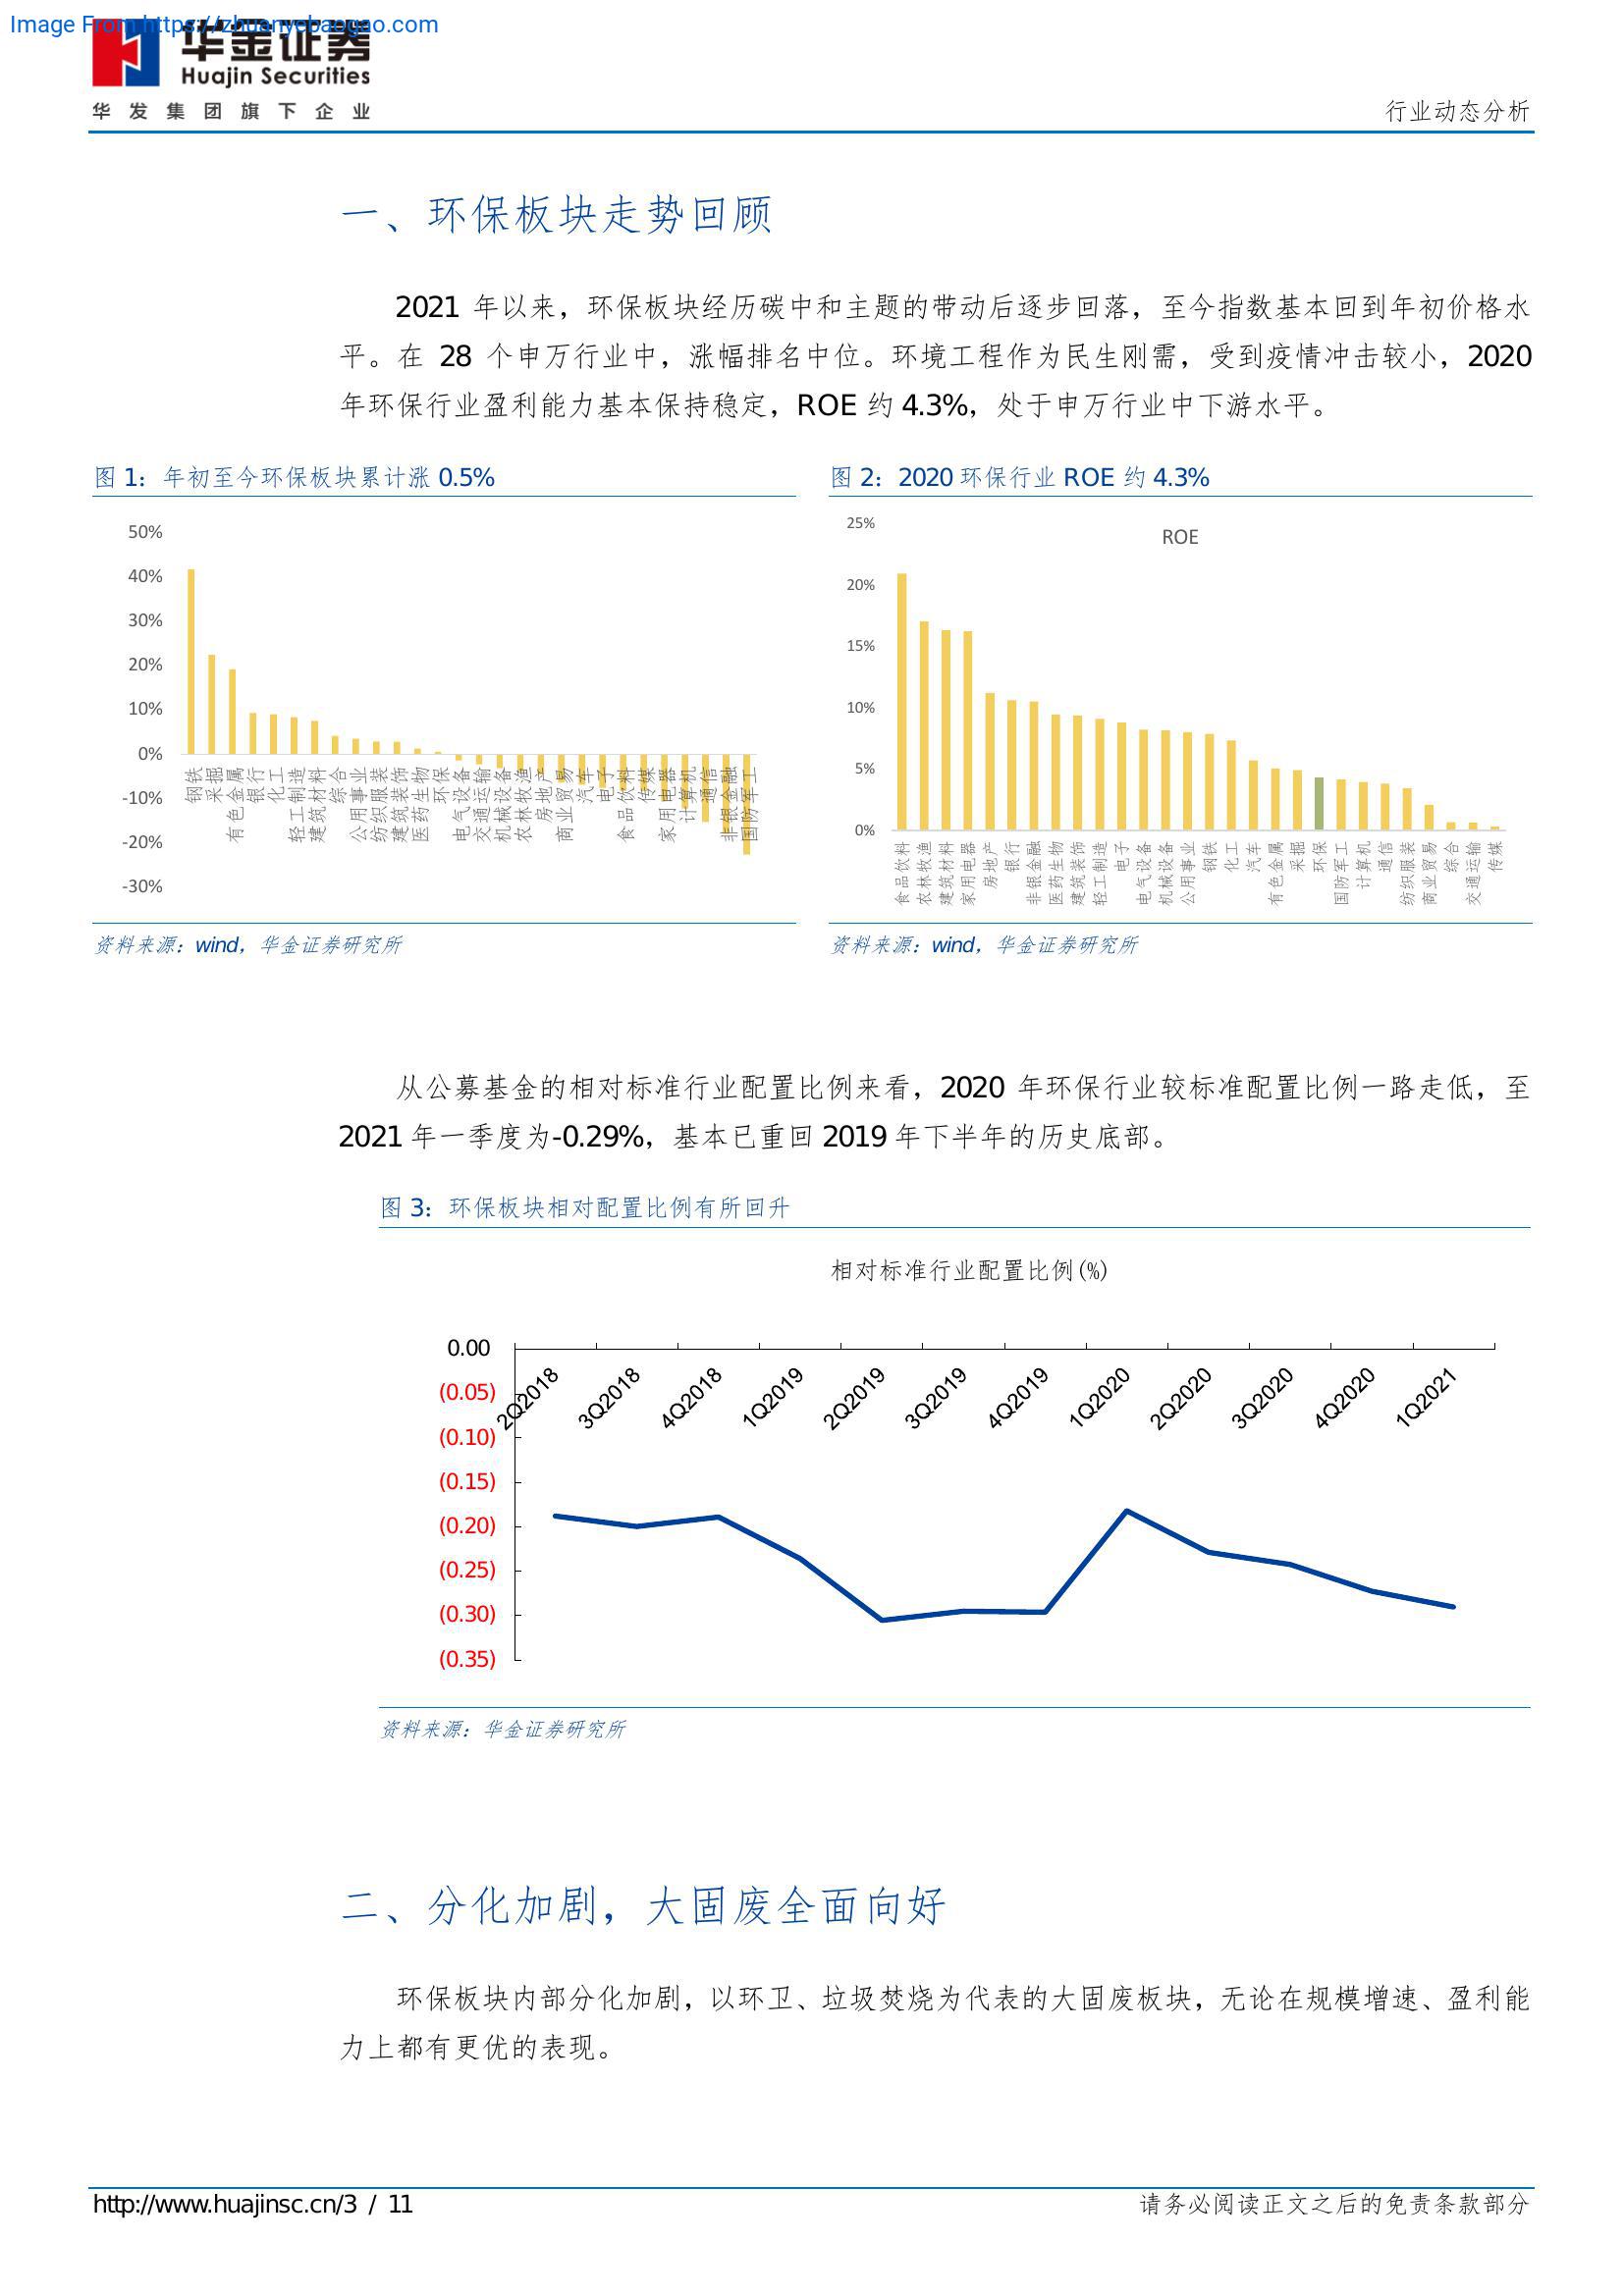 Image From https://zhuanyebaogao.com
华金证券
Huajin Securities
华发集团旗下企业
行业动态分析
一、环保板块走势回顾
2021 年以来，环保板块经历碳中和主题的带动后逐步回落，至今指数基本回到年初价格水
平。在 28 个申万行业中，涨幅排名中位。环境工程作为民生刚需，受到疫情冲击较小，2020
年环保行业盈利能力基本保持稳定，ROE 约 4.3%，处于申万行业中下游水平。
图 1：年初至今环保板块累计涨 0.5%
50%
40%
30%
20%
10%
0%
-10%
-20%
-30%
钢铁
采掘
有色金属
银行
化工
轻工制造
建筑材料
综合
公用事业
纺织服装
建筑装饰
医药生物
环保
电气设备
交通运输
机械设备
农林牧渔
房地产
商业贸易
汽车
电子
食品饮料
传媒
家用电器
计算机
通信
非银金融
国防军工
资料来源：wind，华金证券研究所
图 2：2020 环保行业 ROE 约 4.3%
ROE
25%
20%
15%
10%
5%
0%
食品饮料
农林牧渔
建筑材料
家用电器
房地产
银行
非银金融
医药生物
建筑装饰
轻工制造
电子
电气设备
机械设备
公用事业
钢铁
化工
汽车
有色金属
采掘
环保
国防军工
计算机
通信
纺织服装
商业贸易
综合
交通运输
传媒
资料来源：wind，华金证券研究所
从公募基金的相对标准行业配置比例来看，2020 年环保行业较标准配置比例一路走低，至
2021 年一季度为-0.29%，基本已重回 2019 年下半年的历史底部。
图 3：环保板块相对配置比例有所回升
相对标准行业配置比例(%)
0.00
(0.05)
(0.10)
(0.15)
(0.20)
(0.25)
(0.30)
(0.35)
2Q2018
3Q2018
4Q2018
1Q2019
2Q2019
3Q2019
4Q2019
1Q2020
2Q2020
3Q2020
4Q2020
1Q2021
资料来源：华金证券研究所
二、分化加剧，大固废全面向好
环保板块内部分化加剧，以环卫、垃圾焚烧为代表的大固废板块，无论在规模增速、盈利能
力上都有更优的表现。
http://www.huajinsc.cn/3 / 11
请务必阅读正文之后的免责条款部分